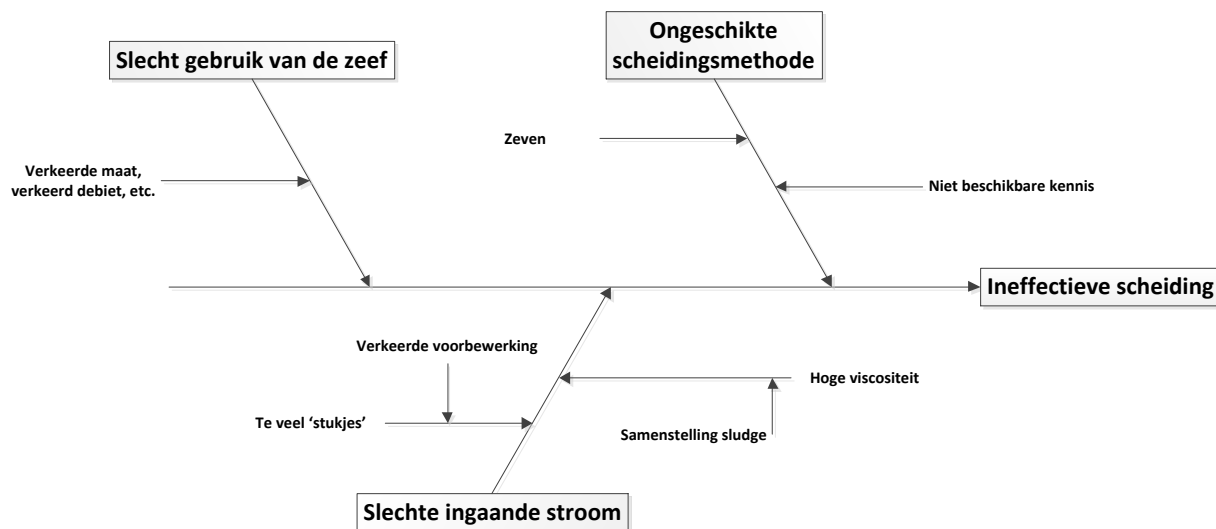 Slecht gebruik van de zeef
Ongeschikte
scheidingsmethode
Zeven
Verkeerde maat,
verkeerd debiet, etc.
Niet beschikbare kennis
Ineffectieve scheiding
Verkeerde voorbewerking
Hoge viscositeit
Te veel ‘stukjes’
Samenstelling sludge
Slechte ingaande stroom